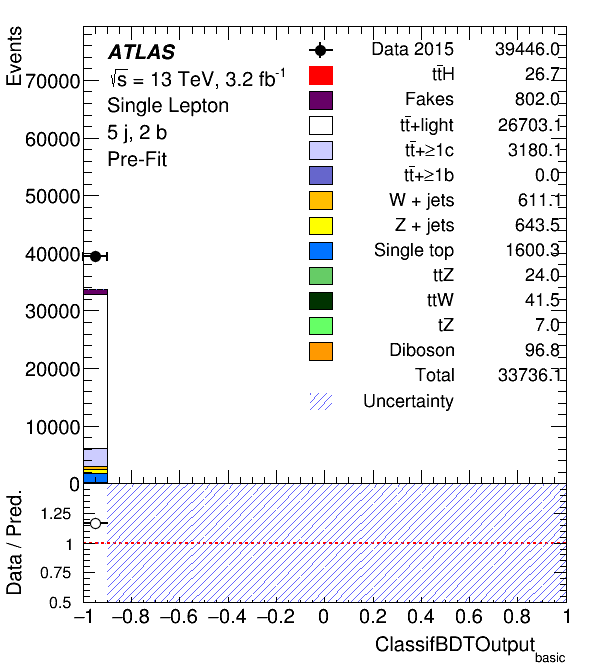 Events
ATLAS
√s = 13 TeV, 3.2 fb⁻¹
Single Lepton
5 j, 2 b
Pre-Fit
Data 2015 39446.0
tt̄H 26.7
Fakes 802.0
tt̄+light 26703.1
tt̄+≥1c 3180.1
tt̄+≥1b 0.0
W + jets 611.1
Z + jets 643.5
Single top 1600.3
ttZ 24.0
ttW 41.5
tZ 7.0
Diboson 96.8
Total 33736.1
Uncertainty
70000
60000
50000
40000
30000
20000
10000
0
Data / Pred.
1.25
1
0.75
0.5
−1 −0.8 −0.6 −0.4 −0.2 0 0.2 0.4 0.6 0.8 1
ClassifBDTOutput_basic